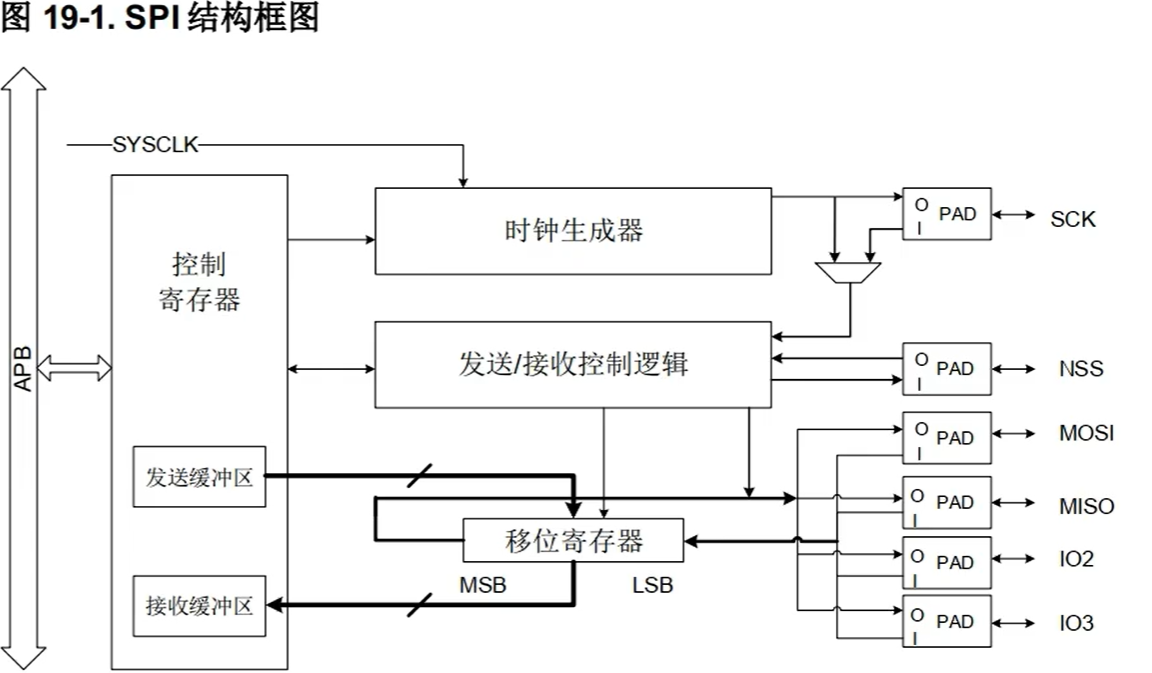 图 19-1. SPI 结构框图
SYSCLK
时钟生成器
O
I
PAD
SCK
控制
寄存器
APB
发送/接收控制逻辑
O
I
PAD
NSS
O
I
PAD
MOSI
发送缓冲区
O
I
PAD
MISO
移位寄存器
MSB
LSB
O
I
PAD
IO2
接收缓冲区
O
I
PAD
IO3